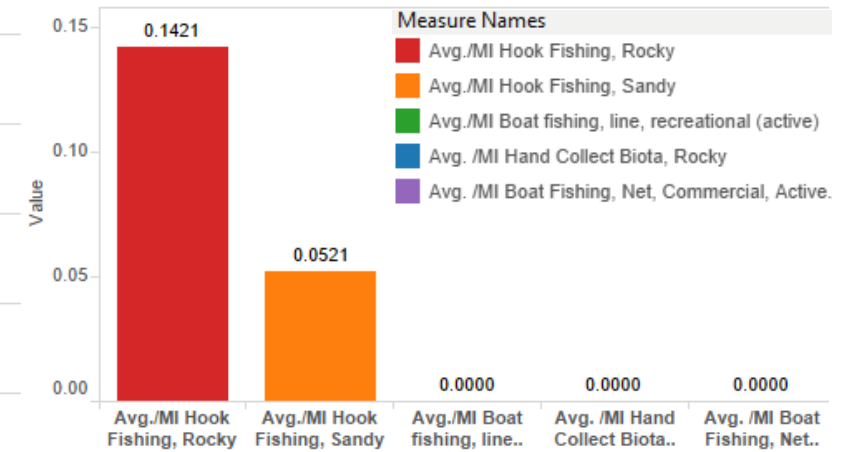 Measure Names
Avg./MI Hook Fishing, Rocky
Avg./MI Hook Fishing, Sandy
Avg./MI Boat fishing, line, recreational (active)
Avg. /MI Hand Collect Biota, Rocky
Avg. /MI Boat Fishing, Net, Commercial, Active.
Value
0.15
0.10
0.05
0.00
0.1421
0.0521
0.0000
0.0000
0.0000
Avg./MI Hook
Fishing, Rocky
Avg./MI Hook
Fishing, Sandy
Avg./MI Boat
fishing, line..
Avg. /MI Hand
Collect Biota..
Avg. /MI Boat
Fishing, Net..